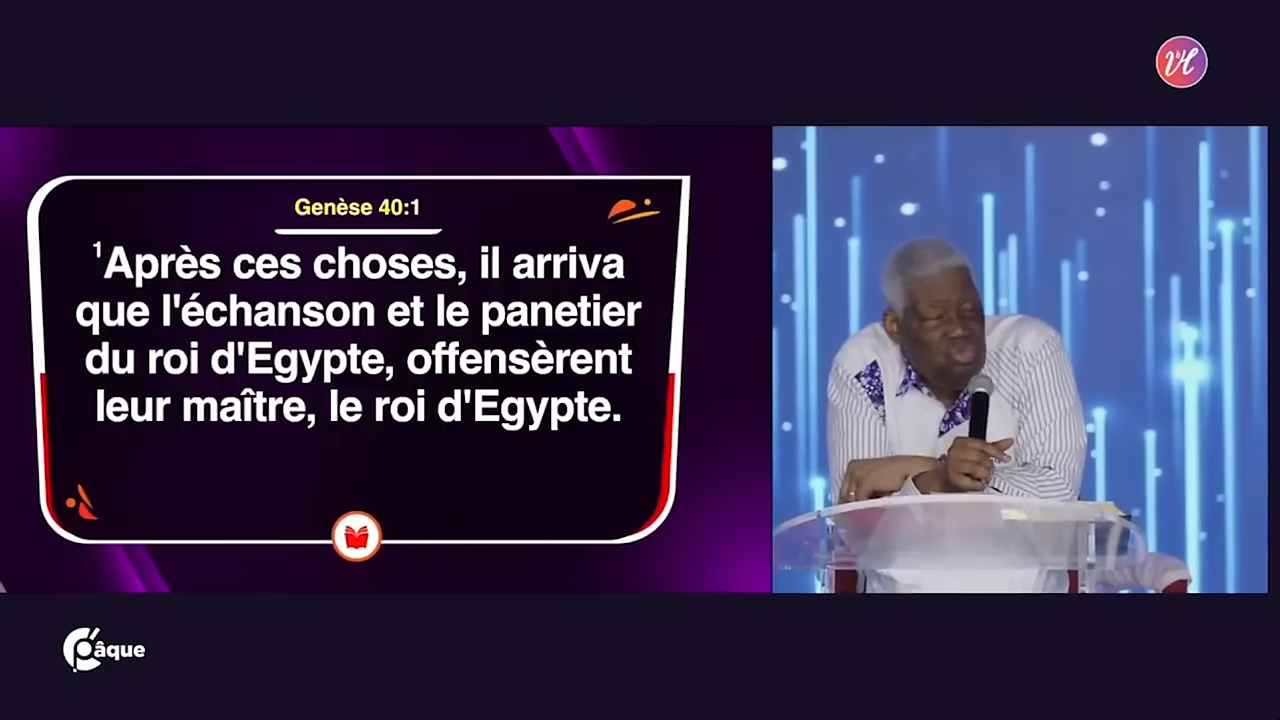 Genèse 40:1
¹Après ces choses, il arriva
que l'échanson et le panetier
du roi d'Egypte, offensèrent
leur maître, le roi d'Egypte.
Pâque